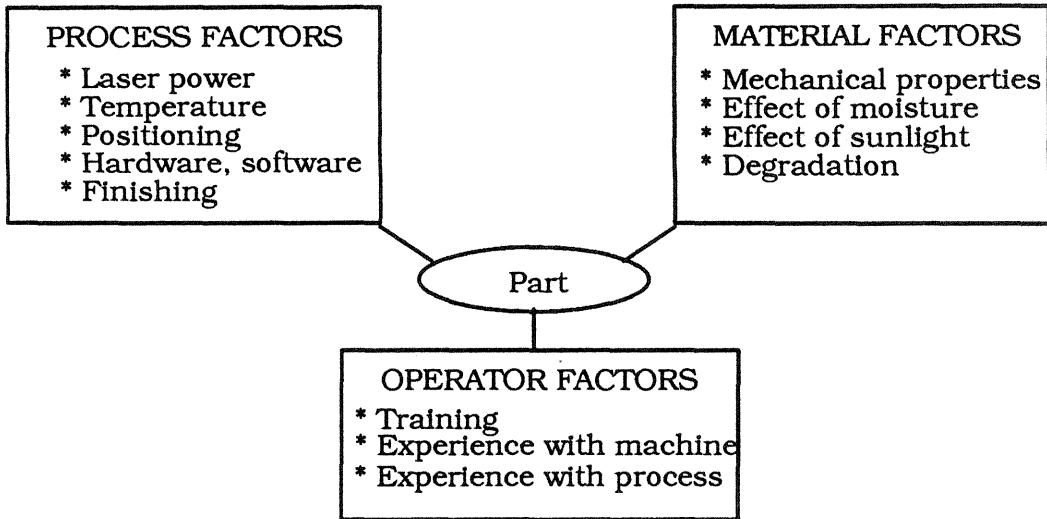 PROCESS FACTORS
* Laser power
* Temperature
* Positioning
* Hardware, software
* Finishing
MATERIAL FACTORS
* Mechanical properties
* Effect of moisture
* Effect of sunlight
* Degradation
Part
OPERATOR FACTORS
* Training
* Experience with machine
* Experience with process